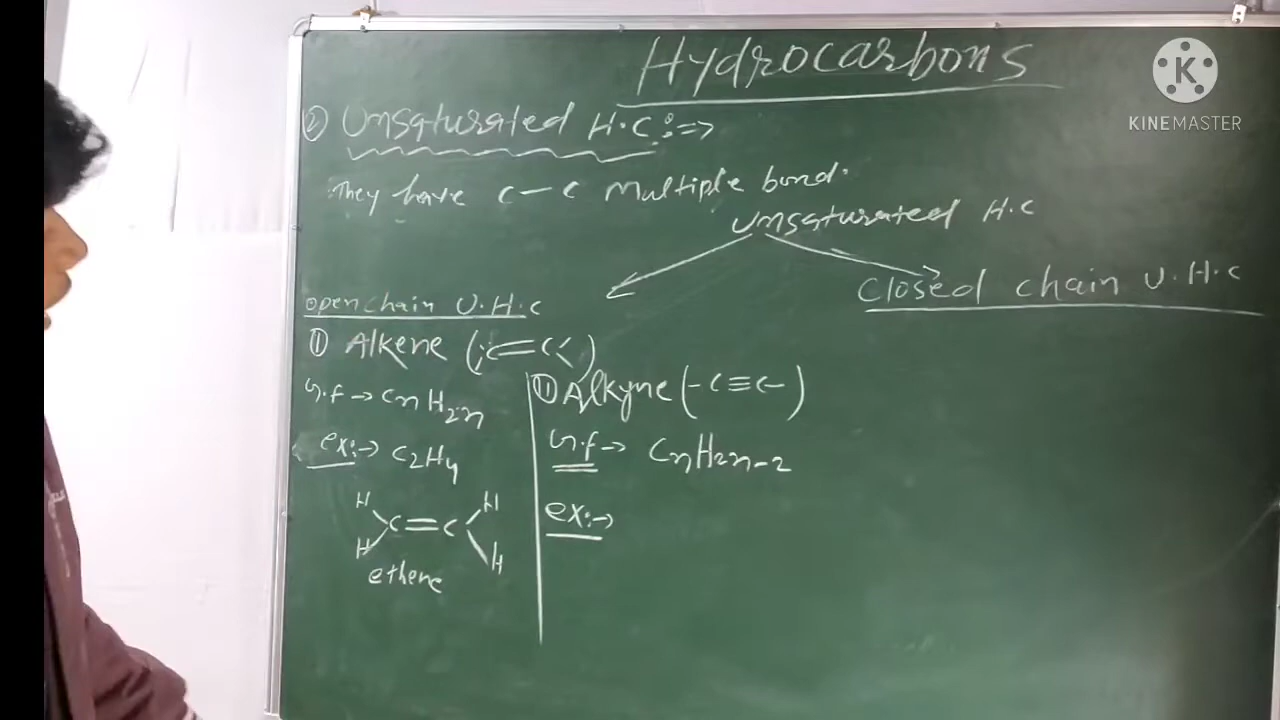 Hydrocarbons
② Unsaturated H.C :⇒
They have C — C Multiple bond.
Unsaturated H.C
Open chain U.H.C
Closed chain U.H.C
① Alkene (C=C)
G.f → CnH2n
ex:→ C2H4
H H
C=C
H H
ethene
② Alkyne (-C≡C-)
G.f → CnH2n-2
ex:→
K
KINEMASTER